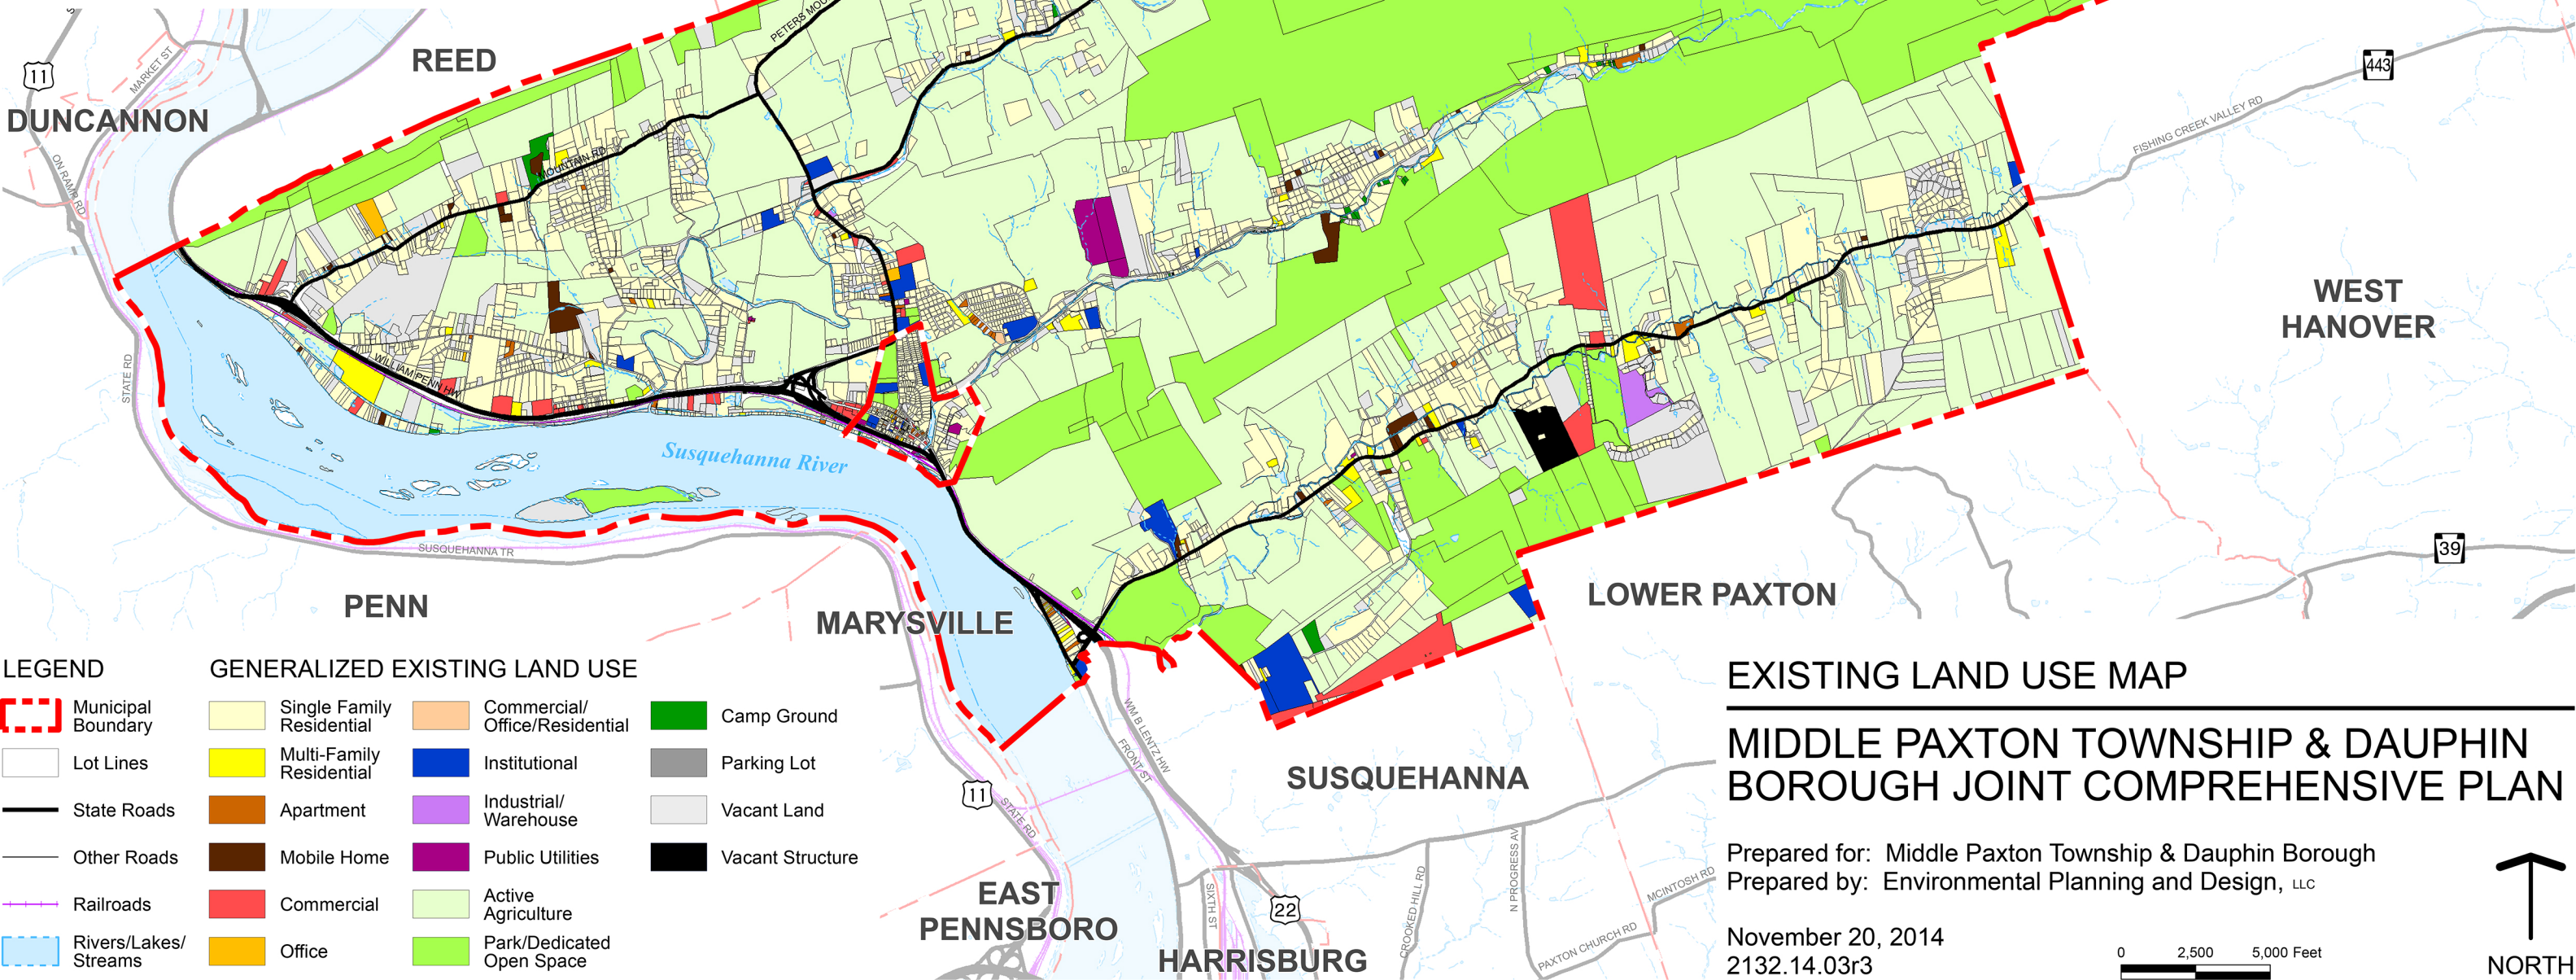 PETERS MOU
REED
11
MARKET ST
DUNCANNON
ON RAMP RD
MOUNTAIN RD
443
FISHING CREEK VALLEY RD
WEST
HANOVER
STATE RD
WILLIAM PENN HW
Susquehanna River
SUSQUEHANNA TR
39
PENN
MARYSVILLE
LOWER PAXTON
WM B LENTZ HW
FRONT ST
SUSQUEHANNA
11
STATE RD
EAST
PENNSBORO
SIXTH ST
22
HARRISBURG
CROOKED HILL RD
N PROGRESS AV
MCINTOSH RD
PAXTON CHURCH RD
LEGEND
Municipal
Boundary
Lot Lines
State Roads
Other Roads
Railroads
Rivers/Lakes/
Streams
GENERALIZED EXISTING LAND USE
Single Family
Residential
Multi-Family
Residential
Apartment
Mobile Home
Commercial
Office
Commercial/
Office/Residential
Institutional
Industrial/
Warehouse
Public Utilities
Active
Agriculture
Park/Dedicated
Open Space
Camp Ground
Parking Lot
Vacant Land
Vacant Structure
EXISTING LAND USE MAP
MIDDLE PAXTON TOWNSHIP & DAUPHIN
BOROUGH JOINT COMPREHENSIVE PLAN
Prepared for: Middle Paxton Township & Dauphin Borough
Prepared by: Environmental Planning and Design, LLC
November 20, 2014
2132.14.03r3
0 2,500 5,000 Feet
NORTH